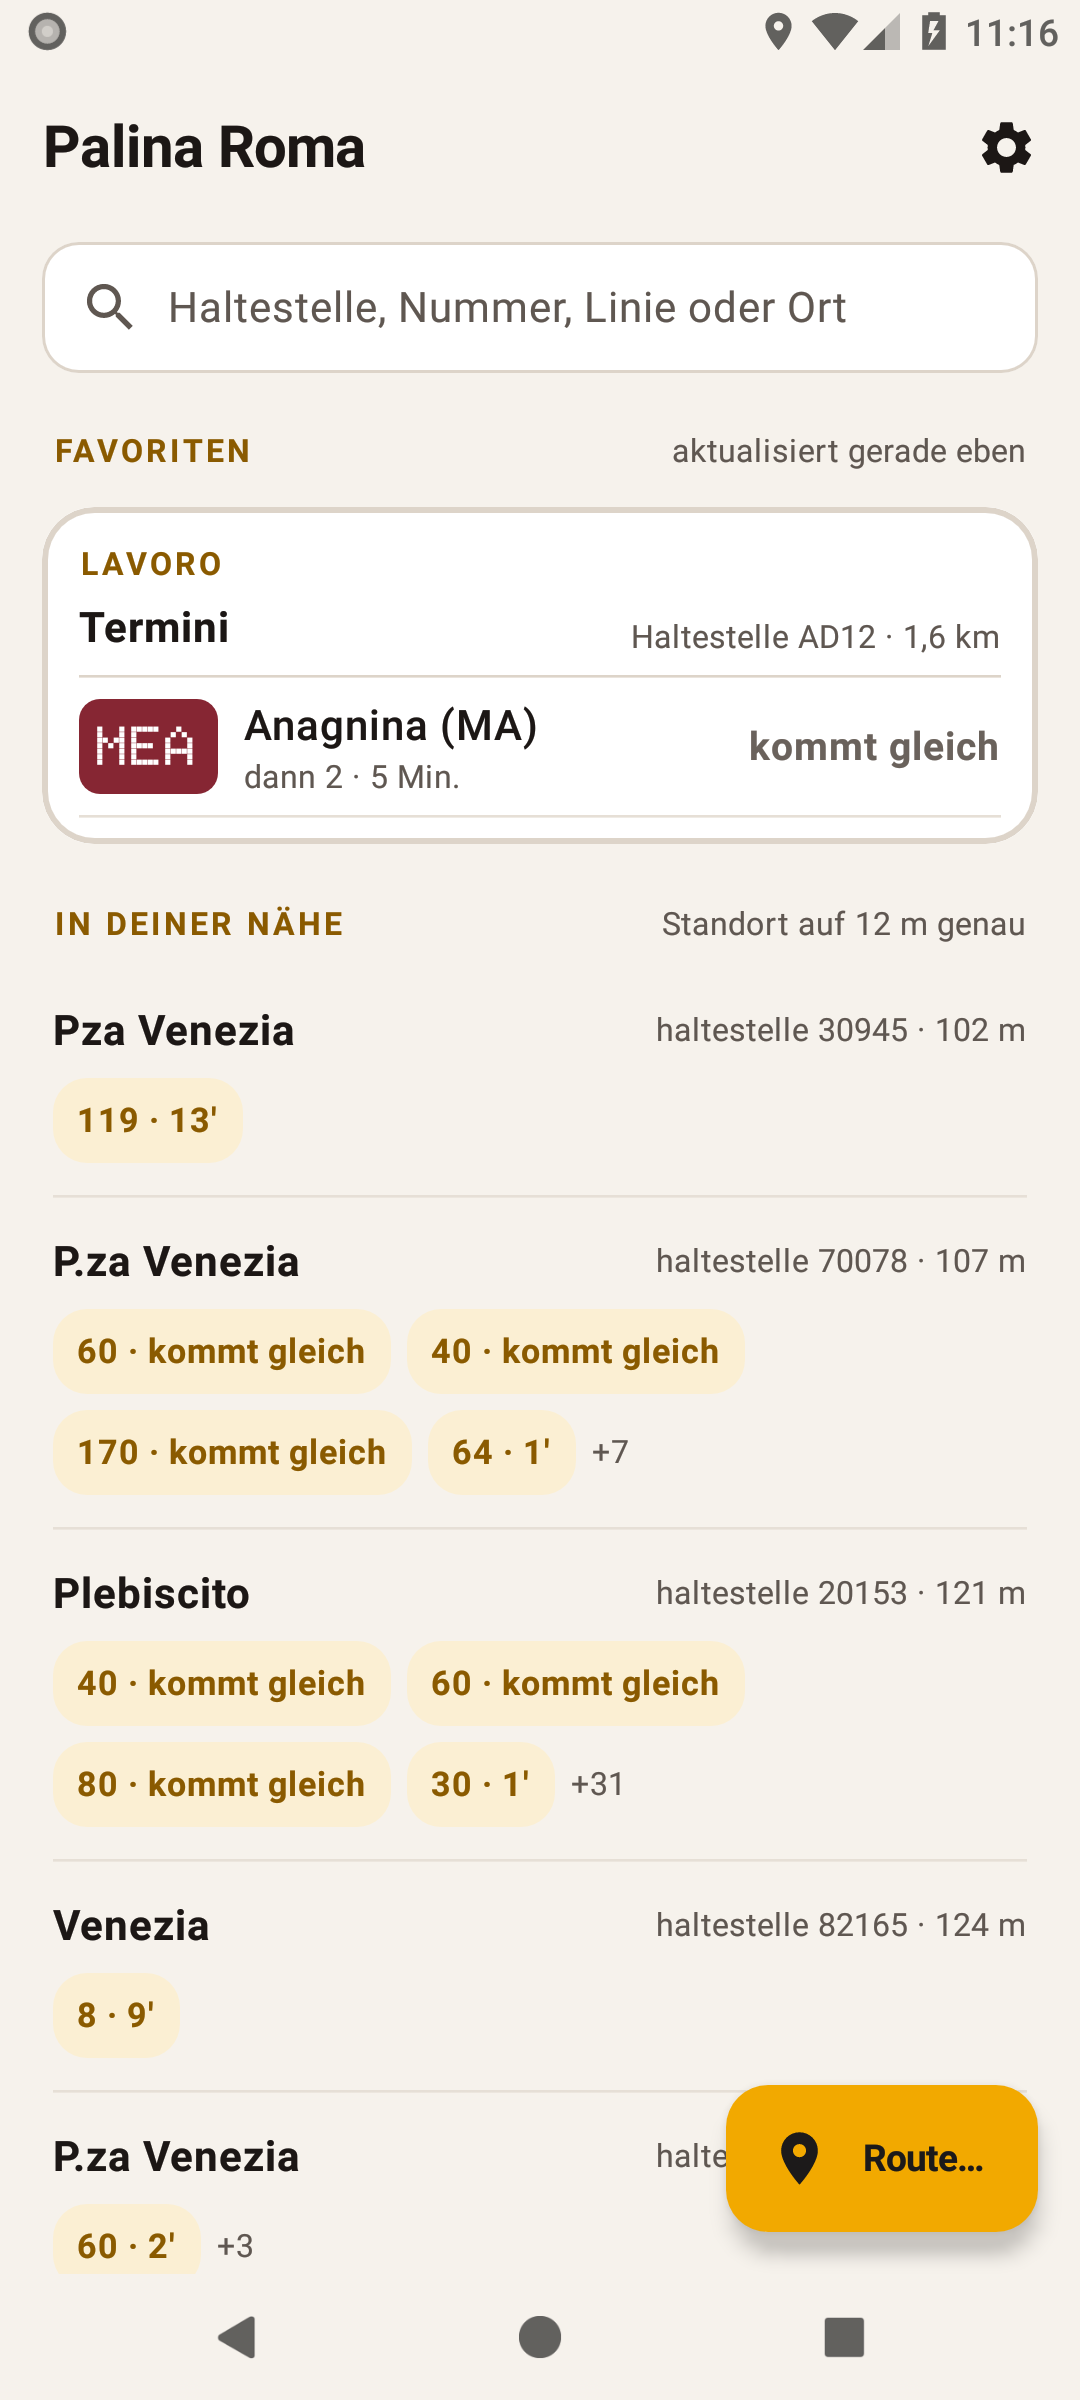 11:16
Palina Roma
Haltestelle, Nummer, Linie oder Ort
FAVORITEN aktualisiert gerade eben
LAVORO
Termini Haltestelle AD12 · 1,6 km
MEA Anagnina (MA) kommt gleich
dann 2 · 5 Min.
IN DEINER NÄHE Standort auf 12 m genau
Pza Venezia haltestelle 30945 · 102 m
119 · 13'
P.za Venezia haltestelle 70078 · 107 m
60 · kommt gleich 40 · kommt gleich
170 · kommt gleich 64 · 1' +7
Plebiscito haltestelle 20153 · 121 m
40 · kommt gleich 60 · kommt gleich
80 · kommt gleich 30 · 1' +31
Venezia haltestelle 82165 · 124 m
8 · 9'
P.za Venezia halte
Route...
60 · 2' +3